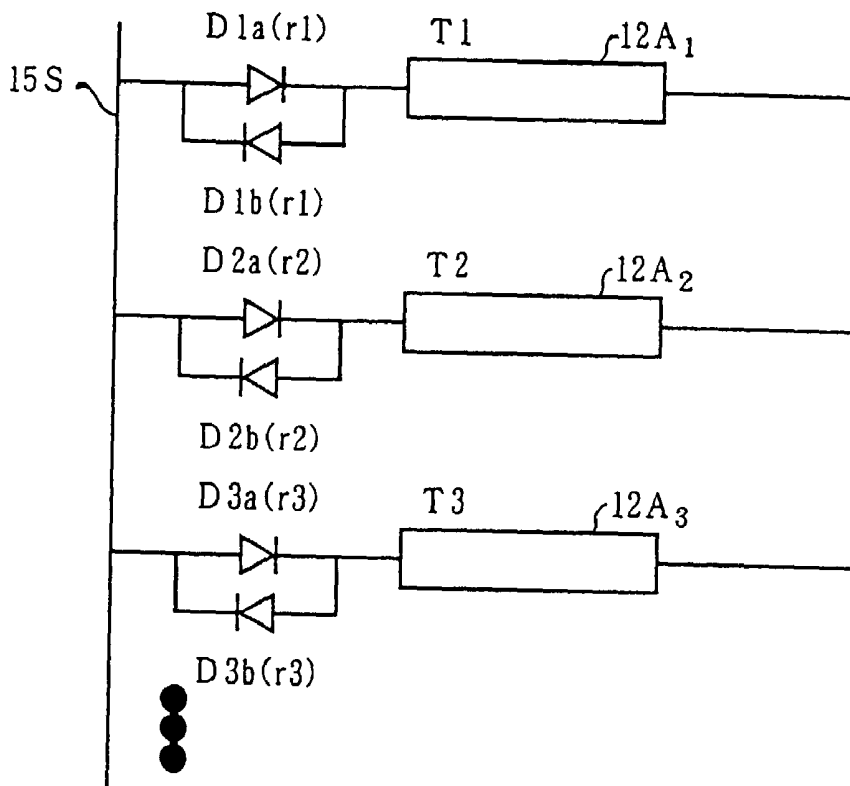 D1a(r1)
T1
12A₁
15S
D1b(r1)
D2a(r2)
T2
12A₂
D2b(r2)
D3a(r3)
T3
12A₃
D3b(r3)